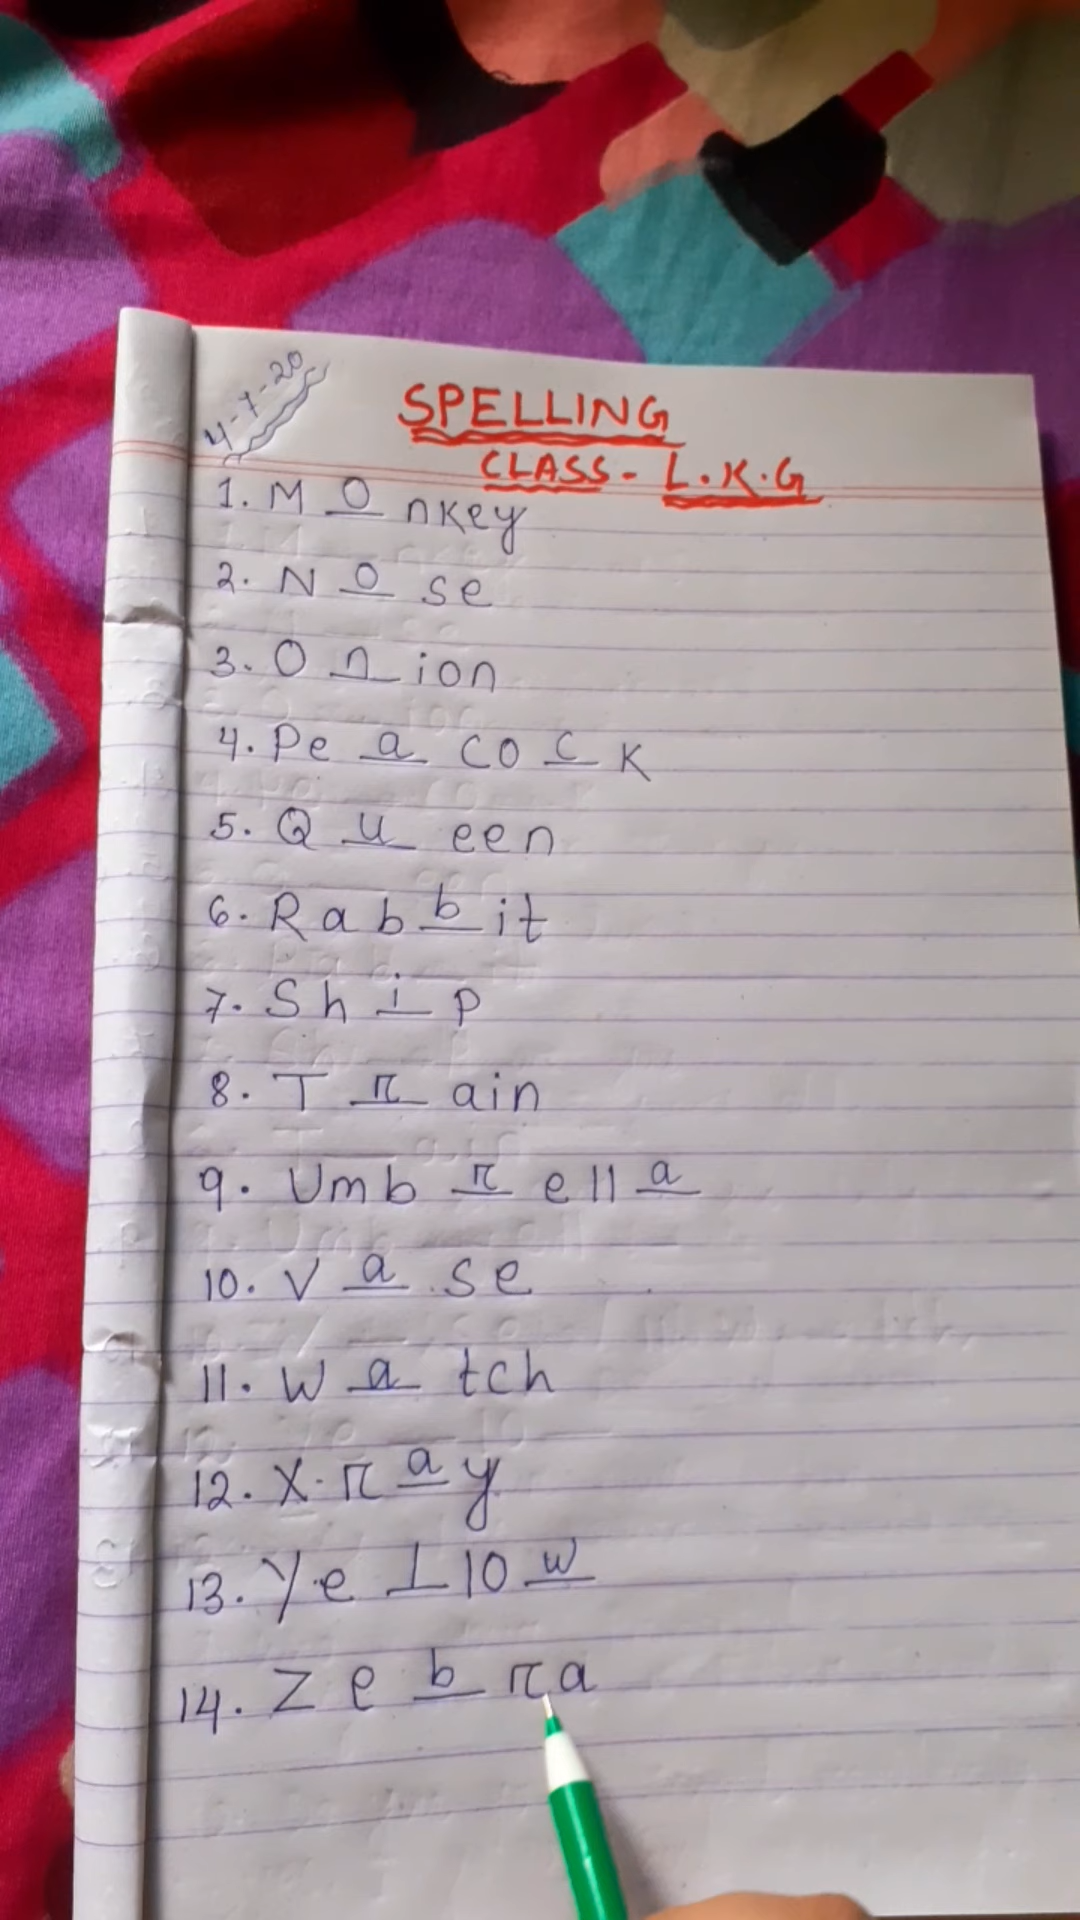 4-7-20
SPELLING
CLASS- L.K.G
1. M o nkey
2. N o se
3. O n ion
4. Pe a co c k
5. Q u een
6. Rab b it
7. Sh i p
8. T r ain
9. Umb r ell a
10. V a se
11. W a tch
12. X-r a y
13. Ye l lo w
14. Ze b ra